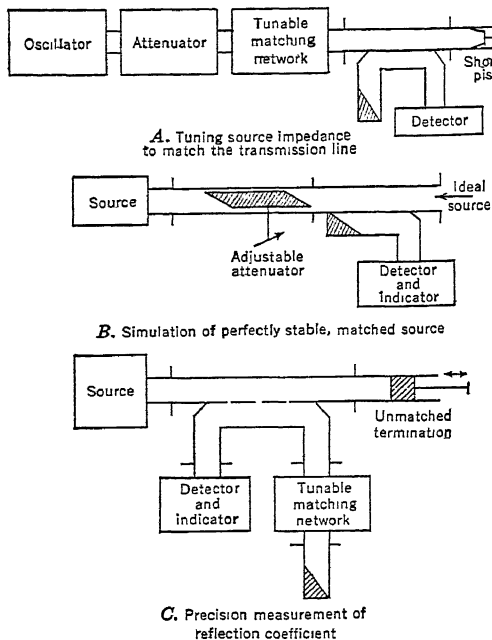 Oscillator
Attenuator
Tunable
matching
network
Detector
A. Tuning source impedance
to match the transmission line
Source
Ideal
source
Adjustable
attenuator
Detector
and
indicator
B. Simulation of perfectly stable, matched source
Source
Unmatched
termination
Detector
and
indicator
Tunable
matching
network
C. Precision measurement of
reflection coefficient